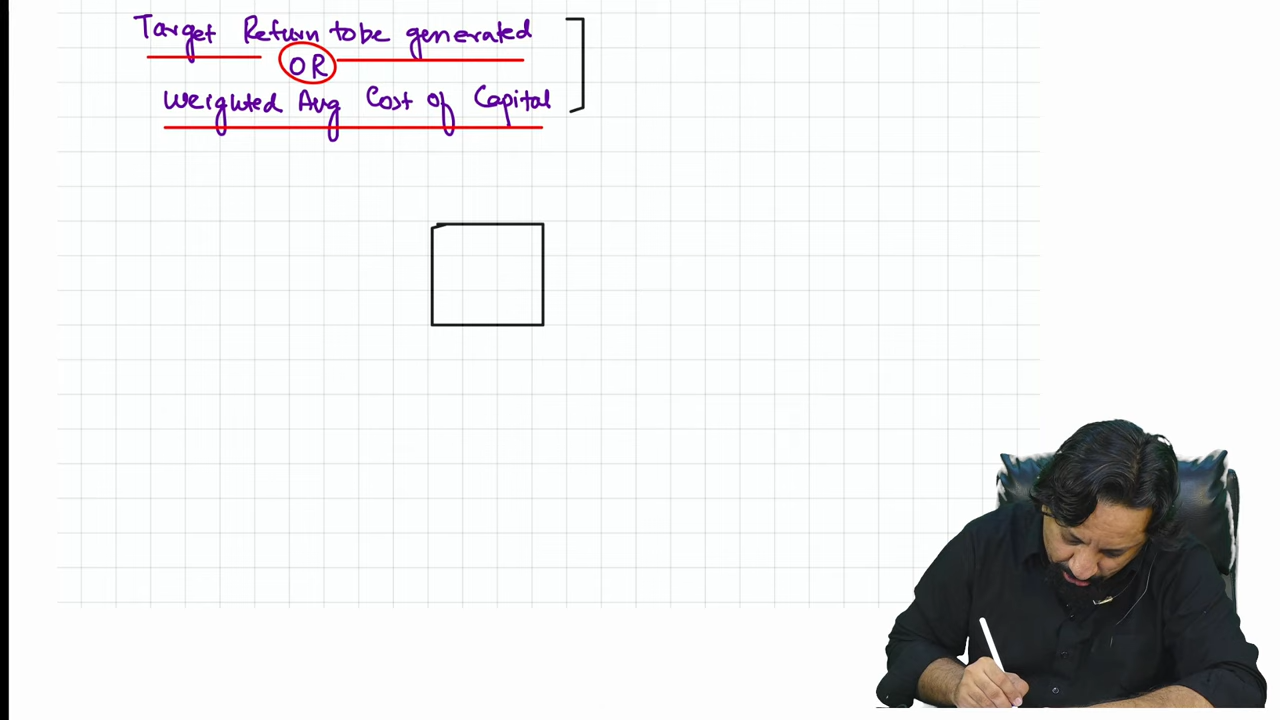 Target Return to be generated
OR
Weighted Avg Cost of Capital